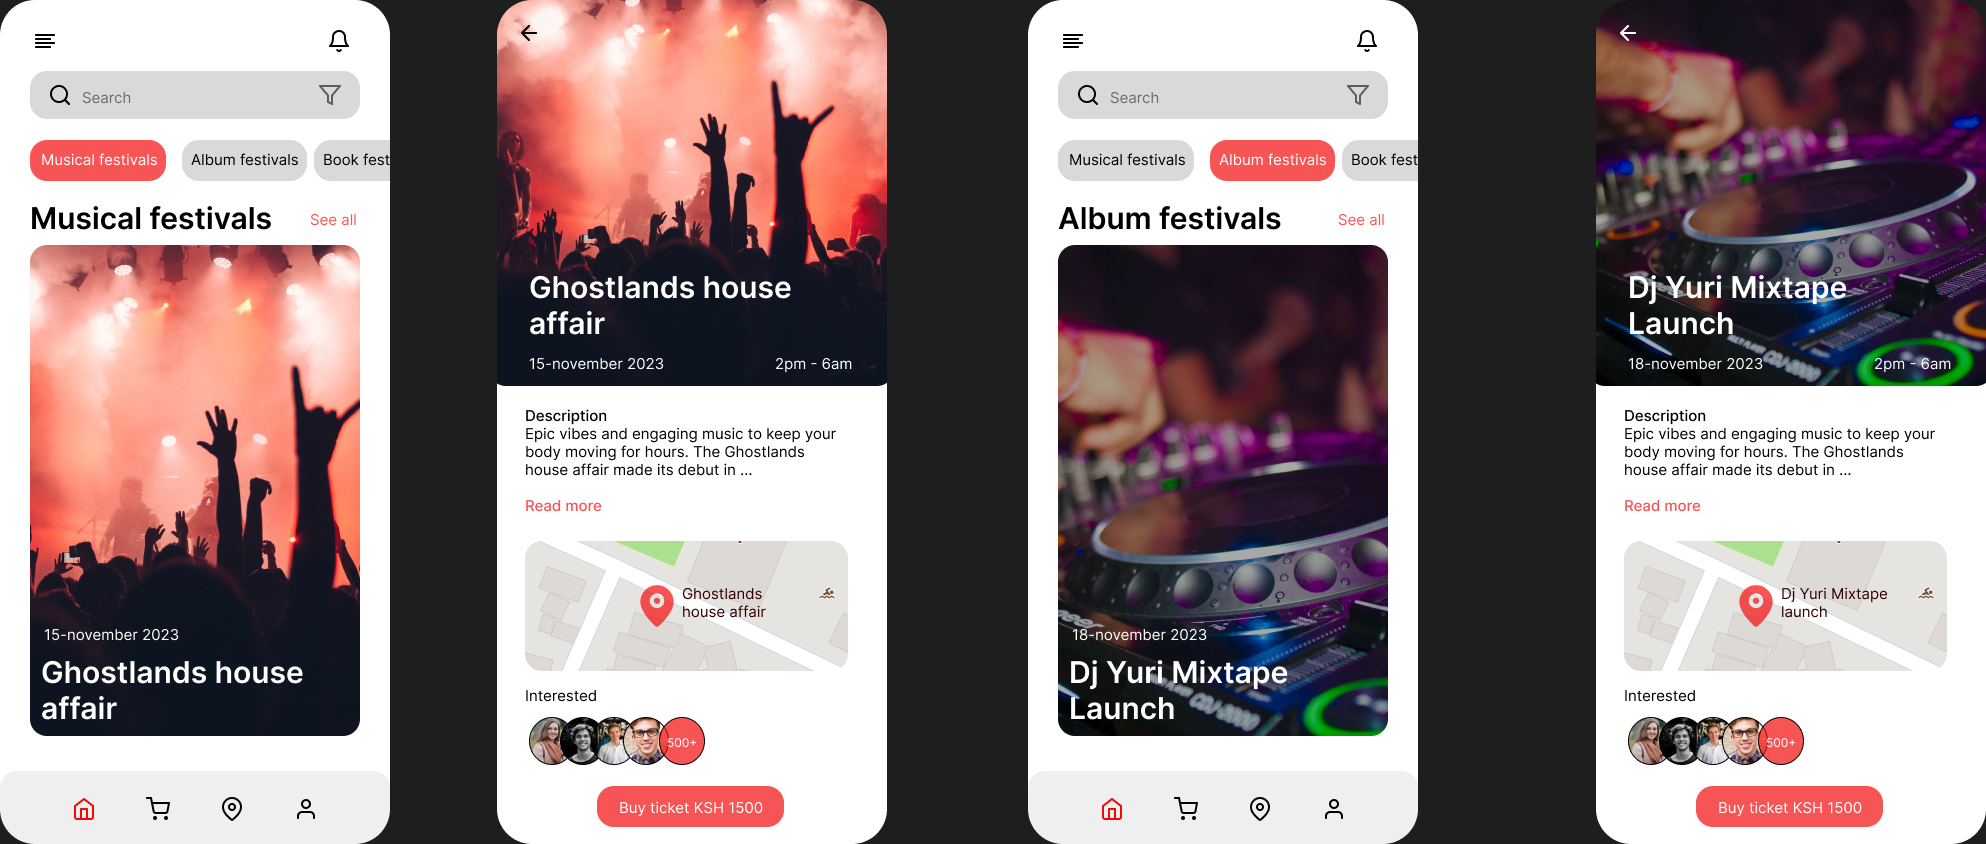 Search
Musical festivals
Album festivals
Book fest
Musical festivals
See all
15-november 2023
Ghostlands house
affair
Ghostlands house
affair
15-november 2023
2pm - 6am
Description
Epic vibes and engaging music to keep your
body moving for hours. The Ghostlands
house affair made its debut in ...
Read more
Ghostlands
house affair
Interested
500+
Buy ticket KSH 1500
Search
Musical festivals
Album festivals
Book fest
Album festivals
See all
18-november 2023
Dj Yuri Mixtape
Launch
Dj Yuri Mixtape
Launch
18-november 2023
2pm - 6am
Description
Epic vibes and engaging music to keep your
body moving for hours. The Ghostlands
house affair made its debut in ...
Read more
Dj Yuri Mixtape
launch
Interested
500+
Buy ticket KSH 1500